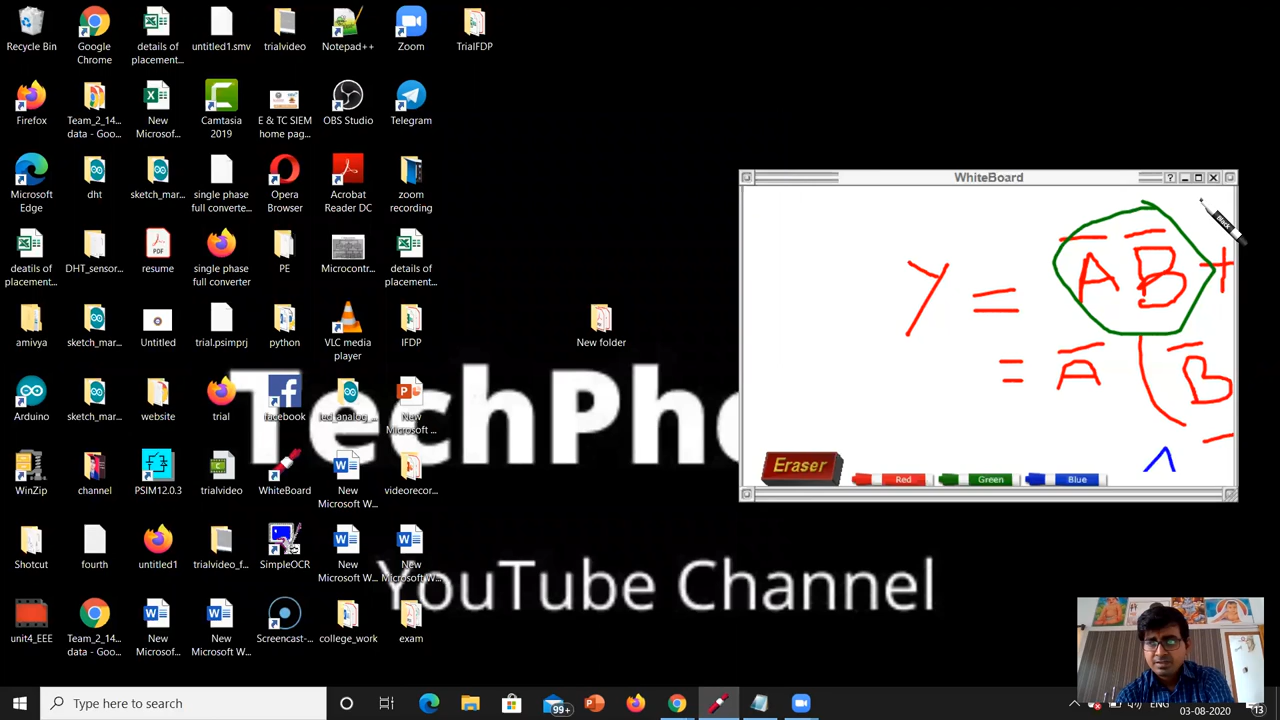 Recycle Bin
Google Chrome
details of placement...
untitled1.smv
trialvideo
Notepad++
Zoom
TrialFDP
Firefox
Team_2_14... data - Goo...
New Microsof...
Camtasia 2019
E & TC SIEM home pag...
OBS Studio
Telegram
Microsoft Edge
dht
sketch_mar...
single phase full converte...
Opera Browser
Acrobat Reader DC
zoom recording
deatils of placement...
DHT_sensor...
resume
single phase full converter
PE
Microcontr...
details of placement...
amivya
sketch_mar...
Untitled
trial.psimprj
python
VLC media player
IFDP
New folder
Arduino
sketch_mar...
website
trial
facebook
led_analog_...
New Microsoft ...
WinZip
channel
PSIM12.0.3
trialvideo
WhiteBoard
New Microsoft W...
videorecor...
Shotcut
fourth
untitled1
trialvideo_f...
SimpleOCR
New Microsoft W...
New Microsoft W...
unit4_EEE
Team_2_14... data - Goo...
New Microsof...
New Microsoft W...
Screencast-...
college_work
exam
TechPho
YouTube Channel
WhiteBoard
Black
Y = A̅ B̅ +
= A̅ ( B̅
Eraser
Red
Green
Blue
Type here to search
99+
ENG
03-08-2020
13